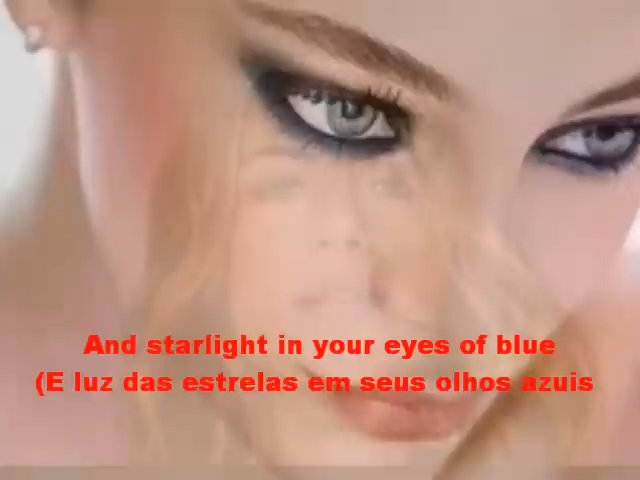 And starlight in your eyes of blue
(E luz das estrelas em seus olhos azuis